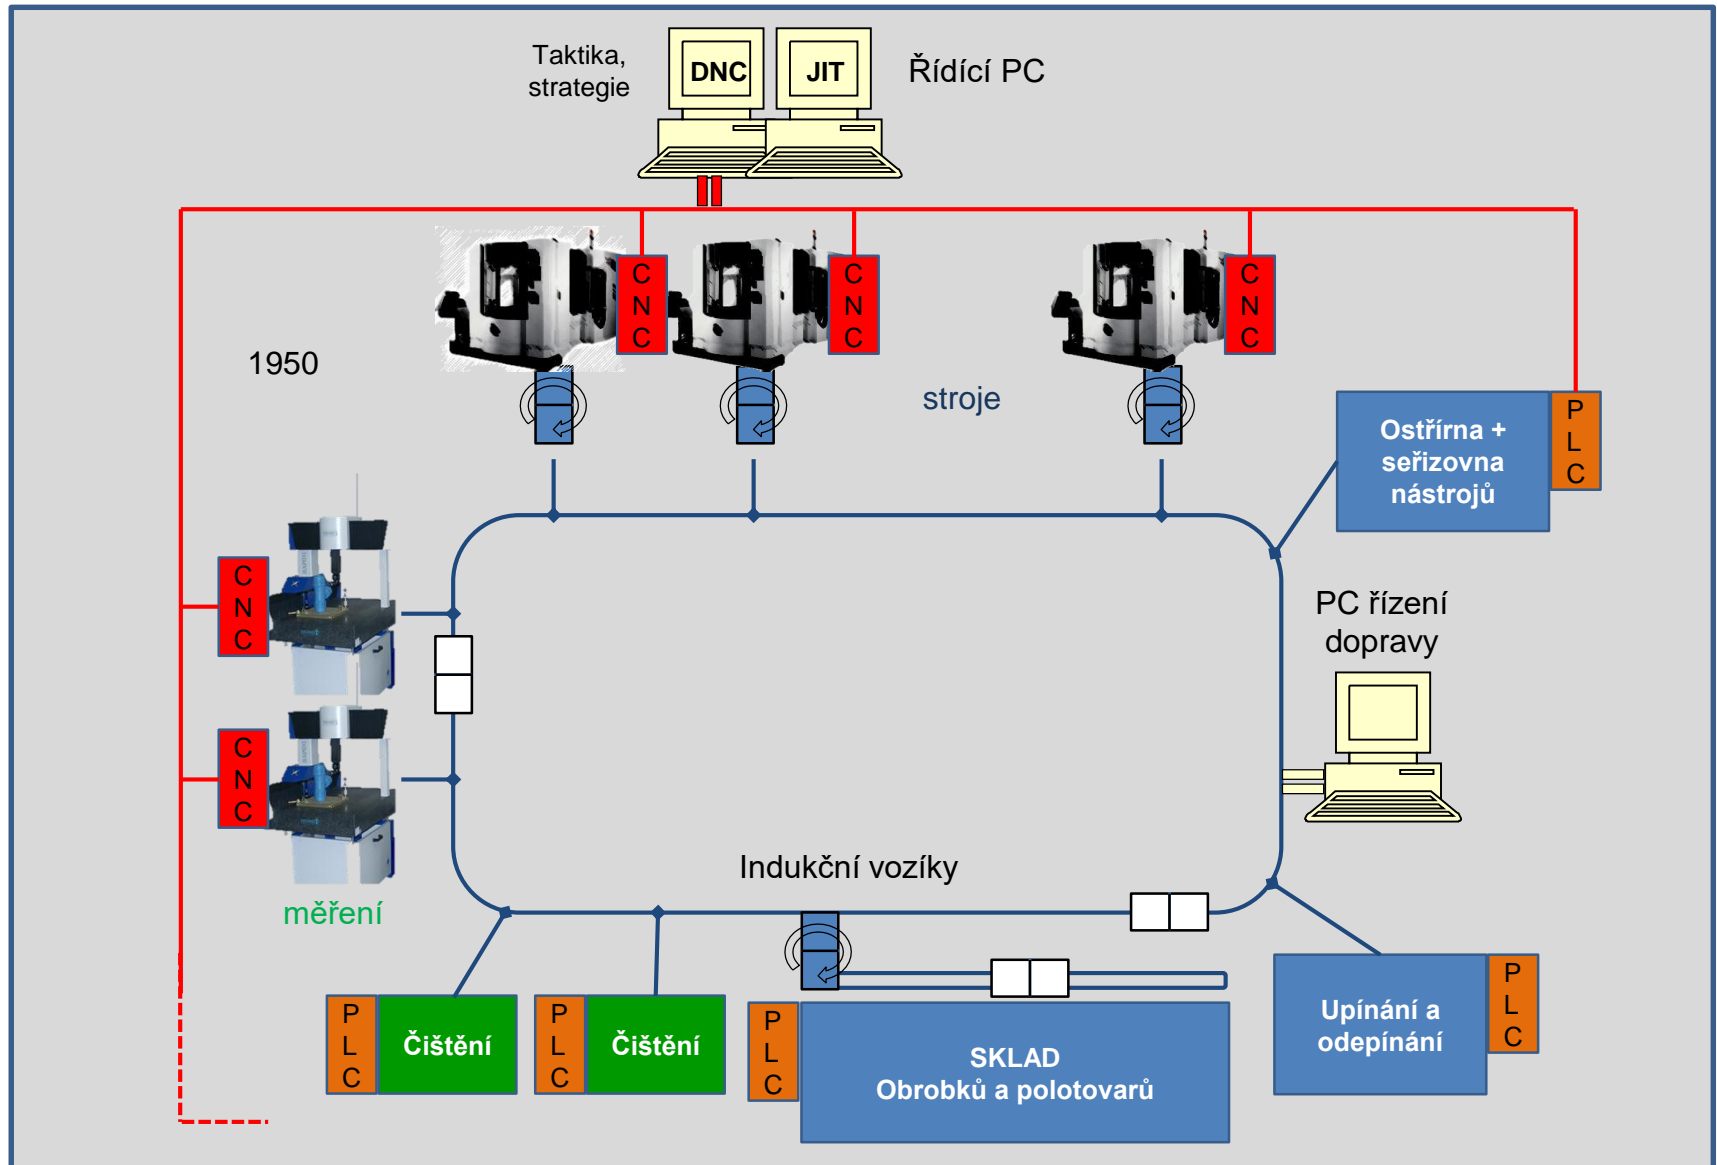 Taktika,
strategie
DNC
JIT
Řídící PC
C
N
C
C
N
C
C
N
C
1950
stroje
P
L
C
Ostřírna +
seřizovna
nástrojů
C
N
C
PC řízení
dopravy
C
N
C
Indukční vozíky
měření
P
L
C
Čištění
P
L
C
Čištění
P
L
C
SKLAD
Obrobků a polotovarů
Upínání a
odepínání
P
L
C